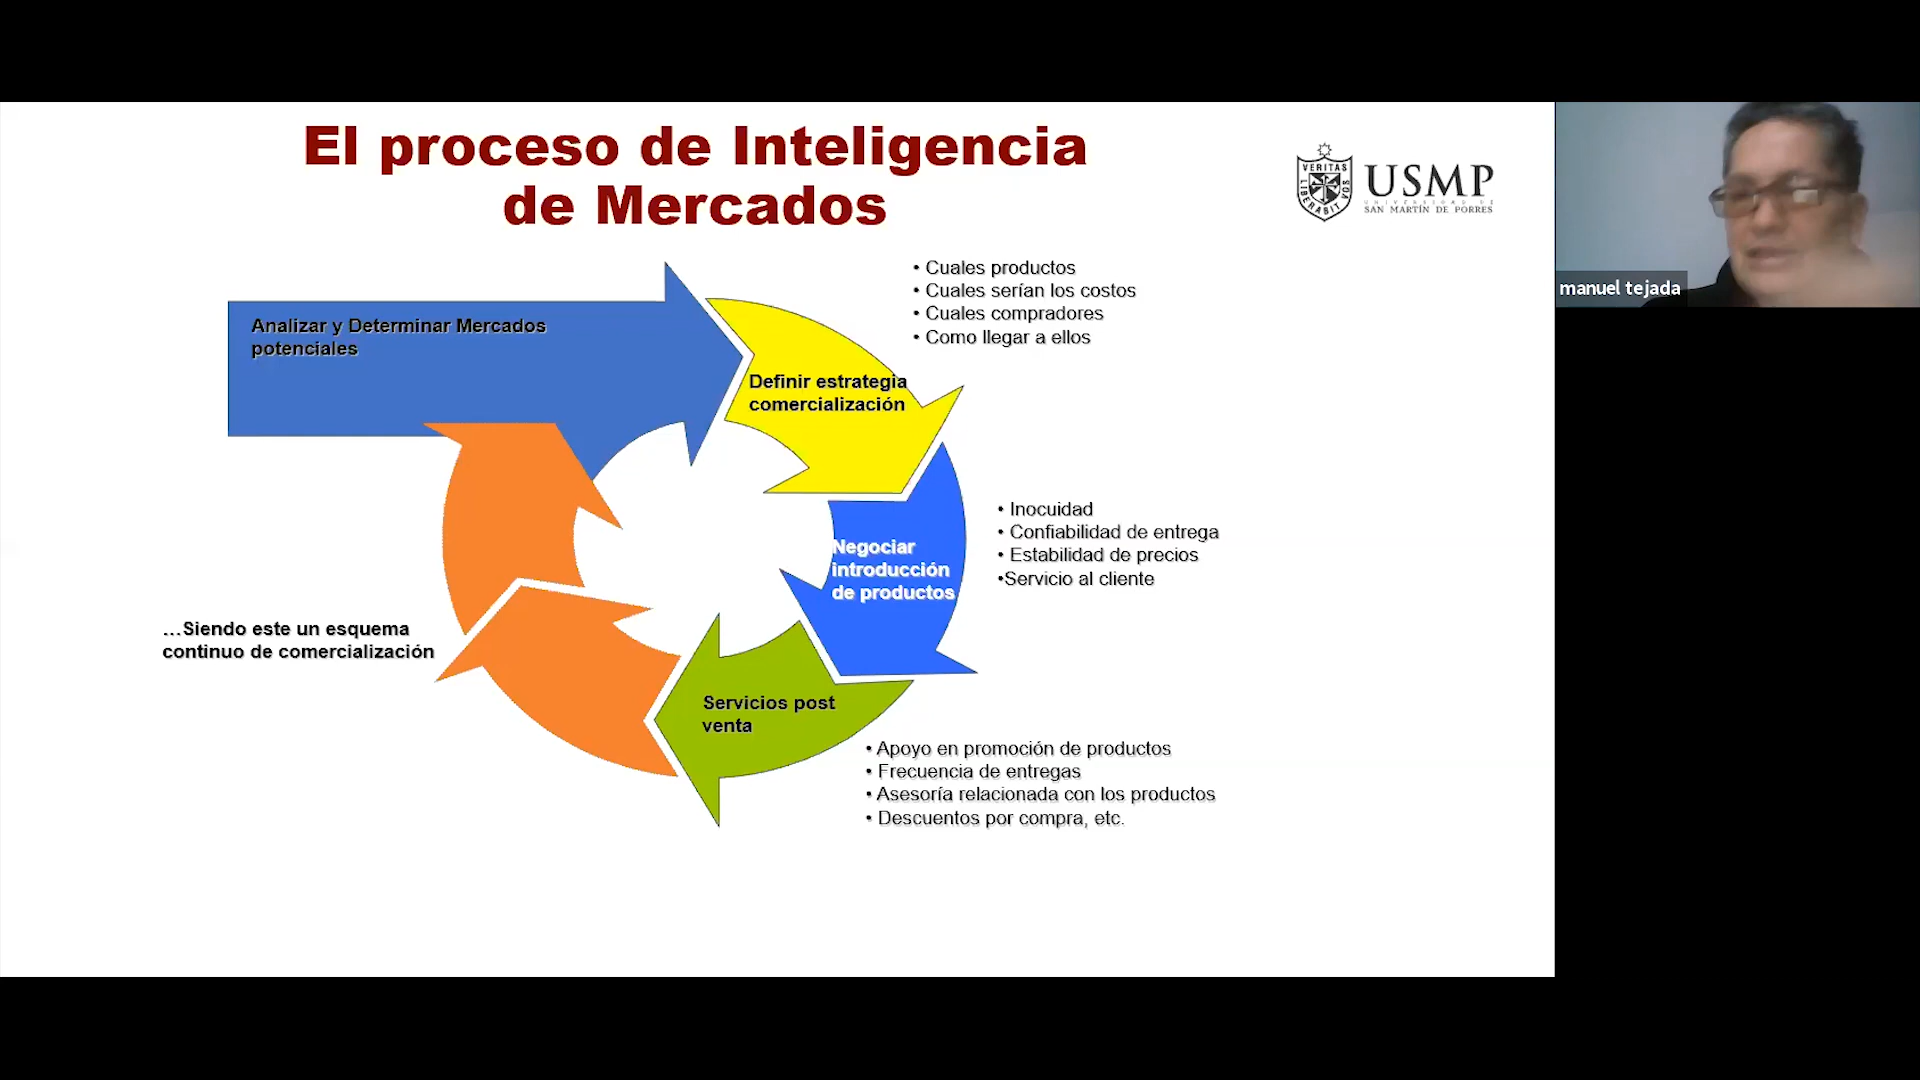 El proceso de Inteligencia
de Mercados
VERITAS
LIBERABIT VOS
USMP
UNIVERSIDAD DE
SAN MARTÍN DE PORRES
manuel tejada
Analizar y Determinar Mercados
potenciales
• Cuales productos
• Cuales serían los costos
• Cuales compradores
• Como llegar a ellos
Definir estrategia
comercialización
• Inocuidad
• Confiabilidad de entrega
• Estabilidad de precios
•Servicio al cliente
Negociar
introducción
de productos
...Siendo este un esquema
continuo de comercialización
Servicios post
venta
• Apoyo en promoción de productos
• Frecuencia de entregas
• Asesoría relacionada con los productos
• Descuentos por compra, etc.